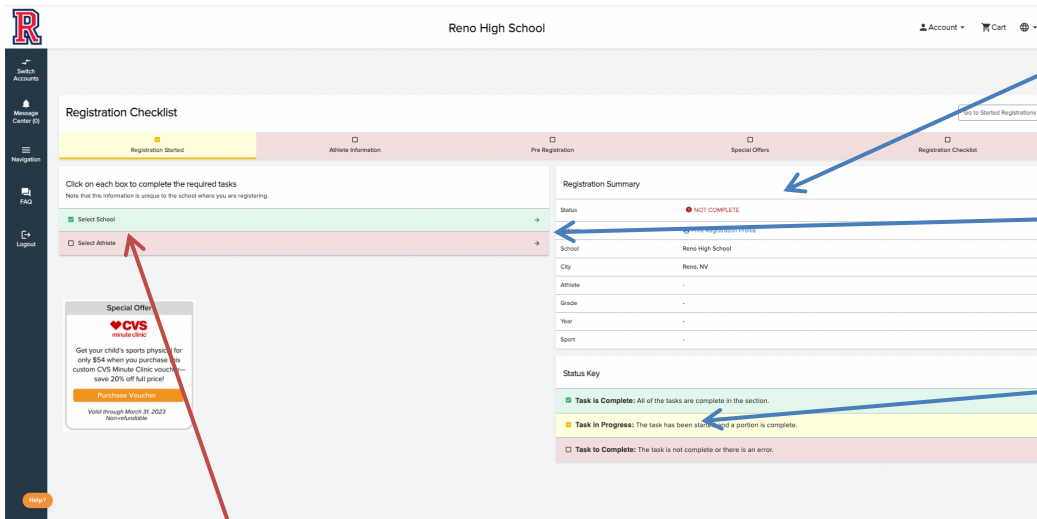 R
Reno High School
Account
Cart
Switch
Accounts
Message
Center (0)
Navigation
FAQ
Logout
Help?
Registration Checklist
Go to Started Registrations
Registration Started
Athlete Information
Pre Registration
Special Offers
Registration Checklist
Click on each box to complete the required tasks
Note that this information is unique to the school where you are registering.
Select School
Select Athlete
Special Offer
CVS
minute clinic
Get your child's sports physical for
only $54 when you purchase this
custom CVS Minute Clinic voucher—
save 20% off full price!
Purchase Voucher
Valid through March 31, 2023
Non-refundable
Registration Summary
Status NOT COMPLETE
Print Registration Profile
School Reno High School
City Reno, NV
Athlete -
Grade -
Year -
Sport -
Status Key
Task is Complete: All of the tasks are complete in the section.
Task in Progress: The task has been started and a portion is complete.
Task to Complete: The task is not complete or there is an error.